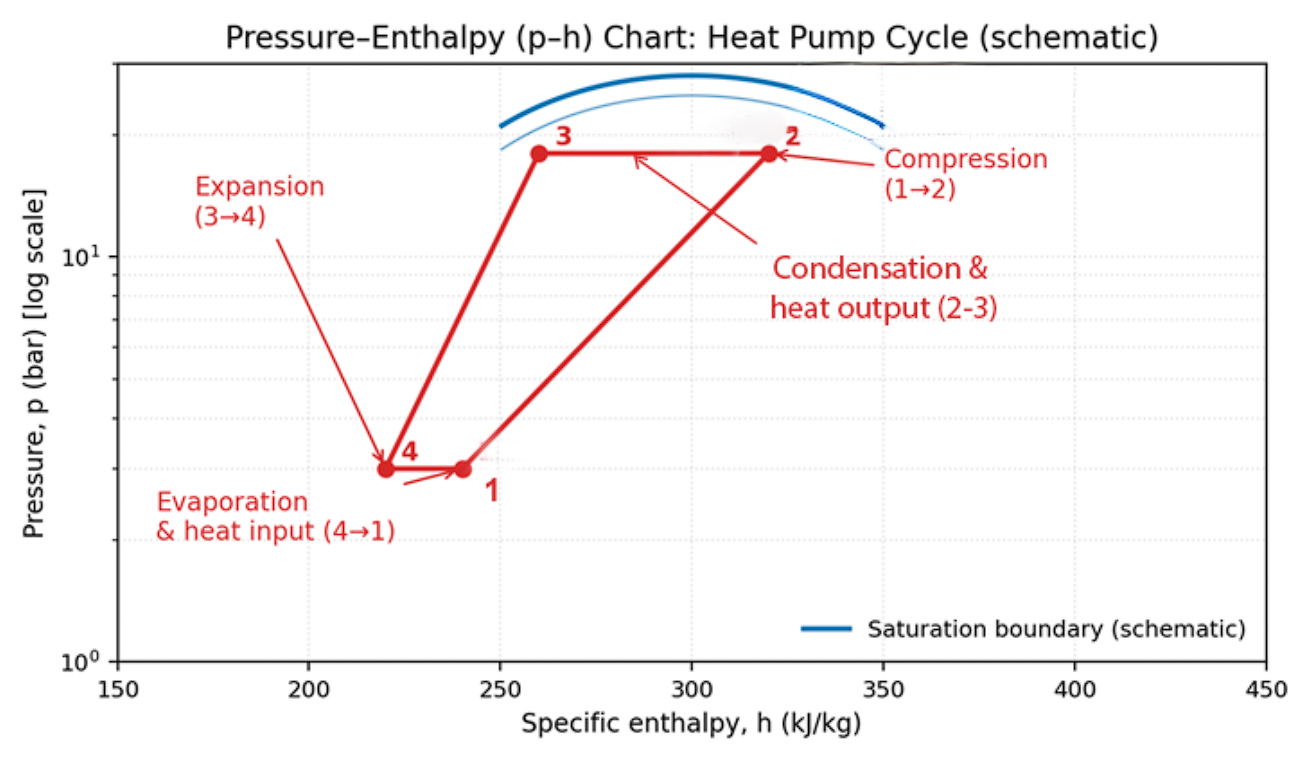 Pressure–Enthalpy (p–h) Chart: Heat Pump Cycle (schematic)
3
2
Compression
(1→2)
Expansion
(3→4)
Condensation &
heat output (2-3)
10¹
Pressure, p (bar) [log scale]
4
1
Evaporation
& heat input (4→1)
Saturation boundary (schematic)
10⁰
150 200 250 300 350 400 450
Specific enthalpy, h (kJ/kg)